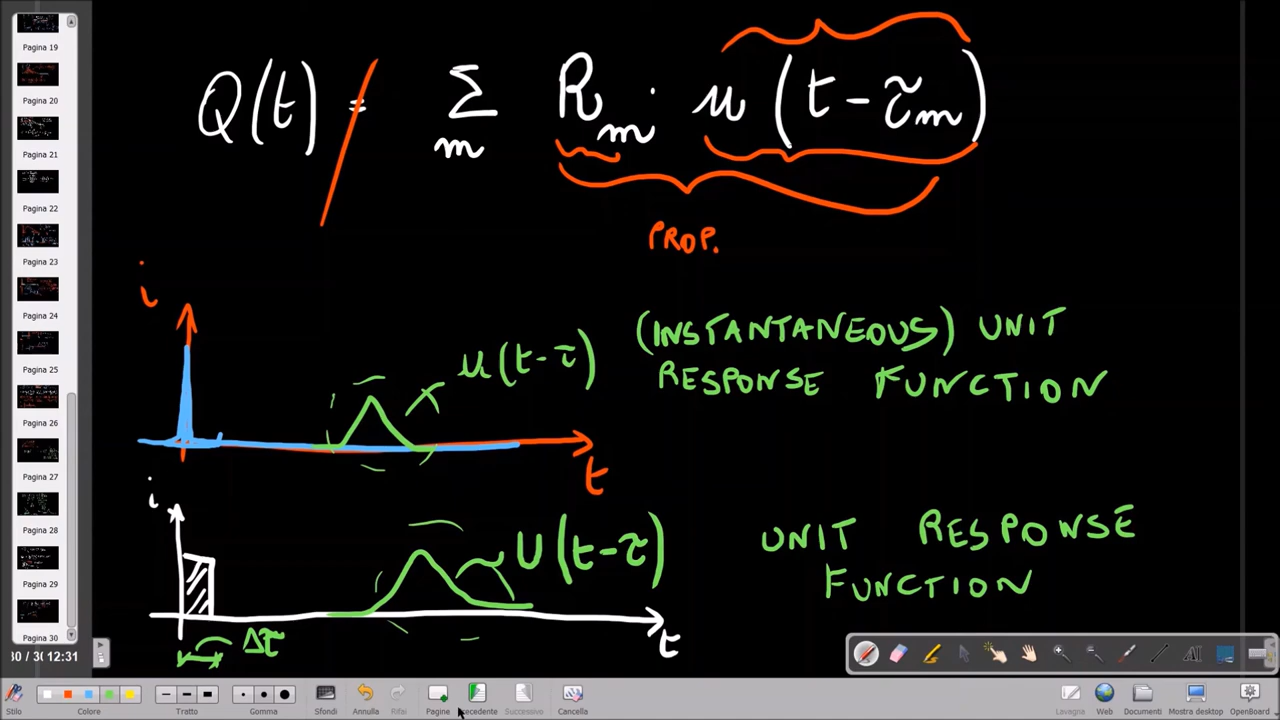 Pagina 19
Pagina 20
Pagina 21
Pagina 22
Pagina 23
Pagina 24
Pagina 25
Pagina 26
Pagina 27
Pagina 28
Pagina 29
Pagina 30
12:31
Q(t) = Σ_m R_m · u(t - τ_m)
PROP.
i
u(t - τ)
(INSTANTANEOUS) UNIT
RESPONSE FUNCTION
t
i
U(t - τ)
UNIT RESPONSE
FUNCTION
Δτ
t
Stilo
Colore
Tratto
Gomma
Sfondi
Annulla
Rifai
Pagine
Successivo
Cancella
Lavagna
Web
Documenti
Mostra desktop
OpenBoard